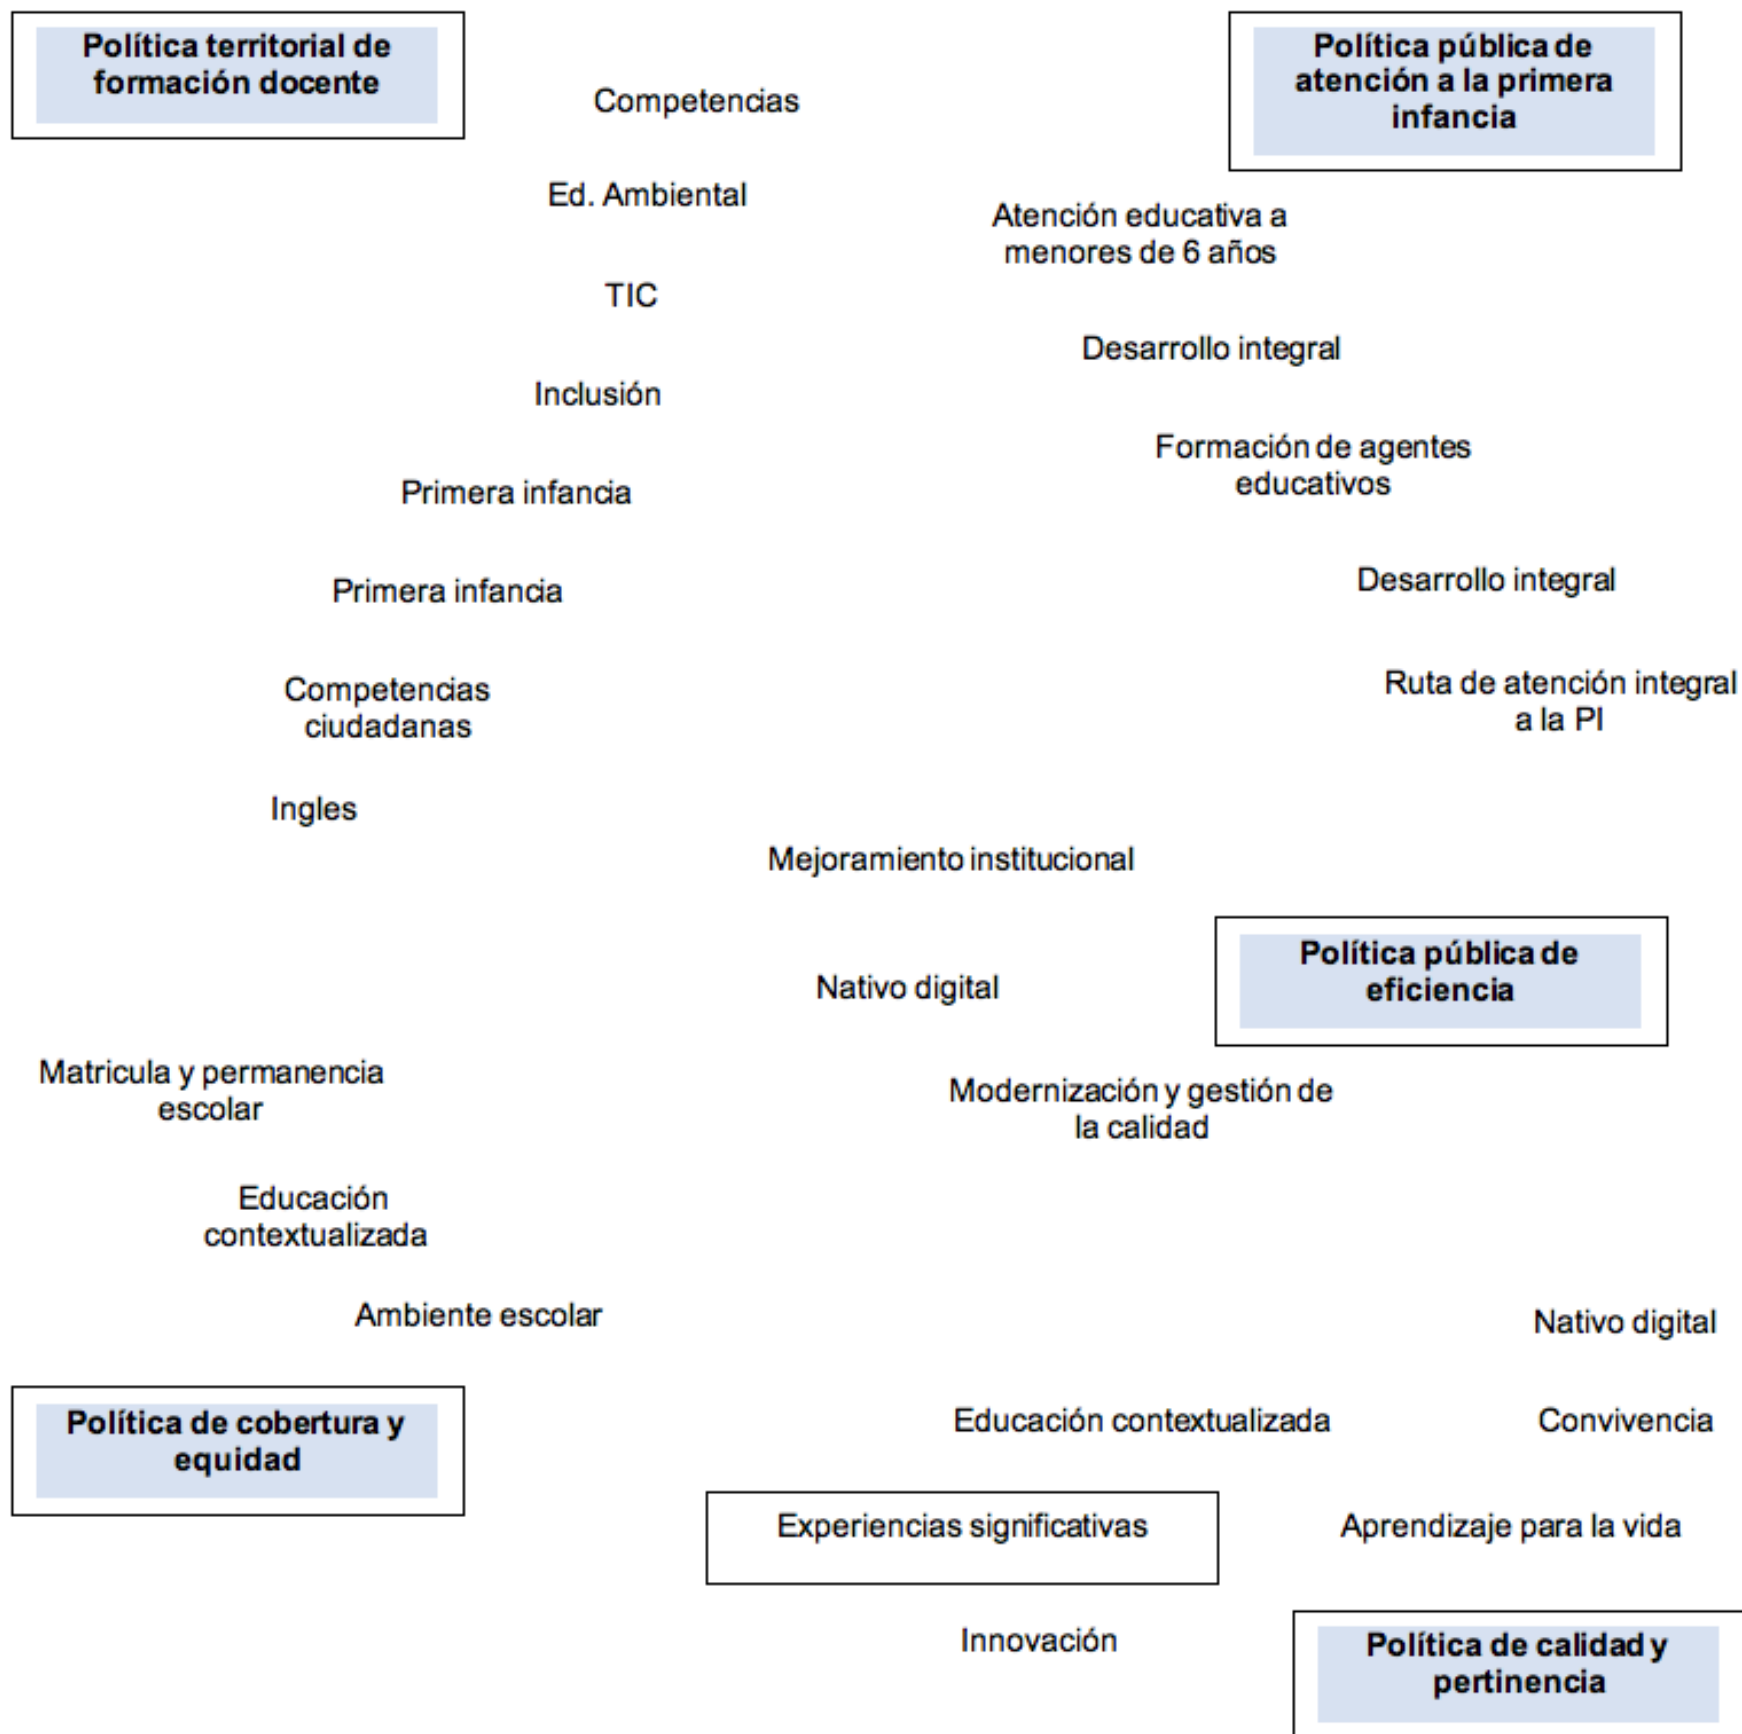 Política territorial de
formación docente
Competencias
Política pública de
atención a la primera
infancia
Ed. Ambiental
Atención educativa a
menores de 6 años
TIC
Desarrollo integral
Inclusión
Formación de agentes
educativos
Primera infancia
Primera infancia
Desarrollo integral
Competencias
ciudadanas
Ruta de atención integral
a la PI
Ingles
Mejoramiento institucional
Política pública de
eficiencia
Nativo digital
Matricula y permanencia
escolar
Modernización y gestión de
la calidad
Educación
contextualizada
Ambiente escolar
Nativo digital
Política de cobertura y
equidad
Educación contextualizada
Convivencia
Experiencias significativas
Aprendizaje para la vida
Innovación
Política de calidad y
pertinencia